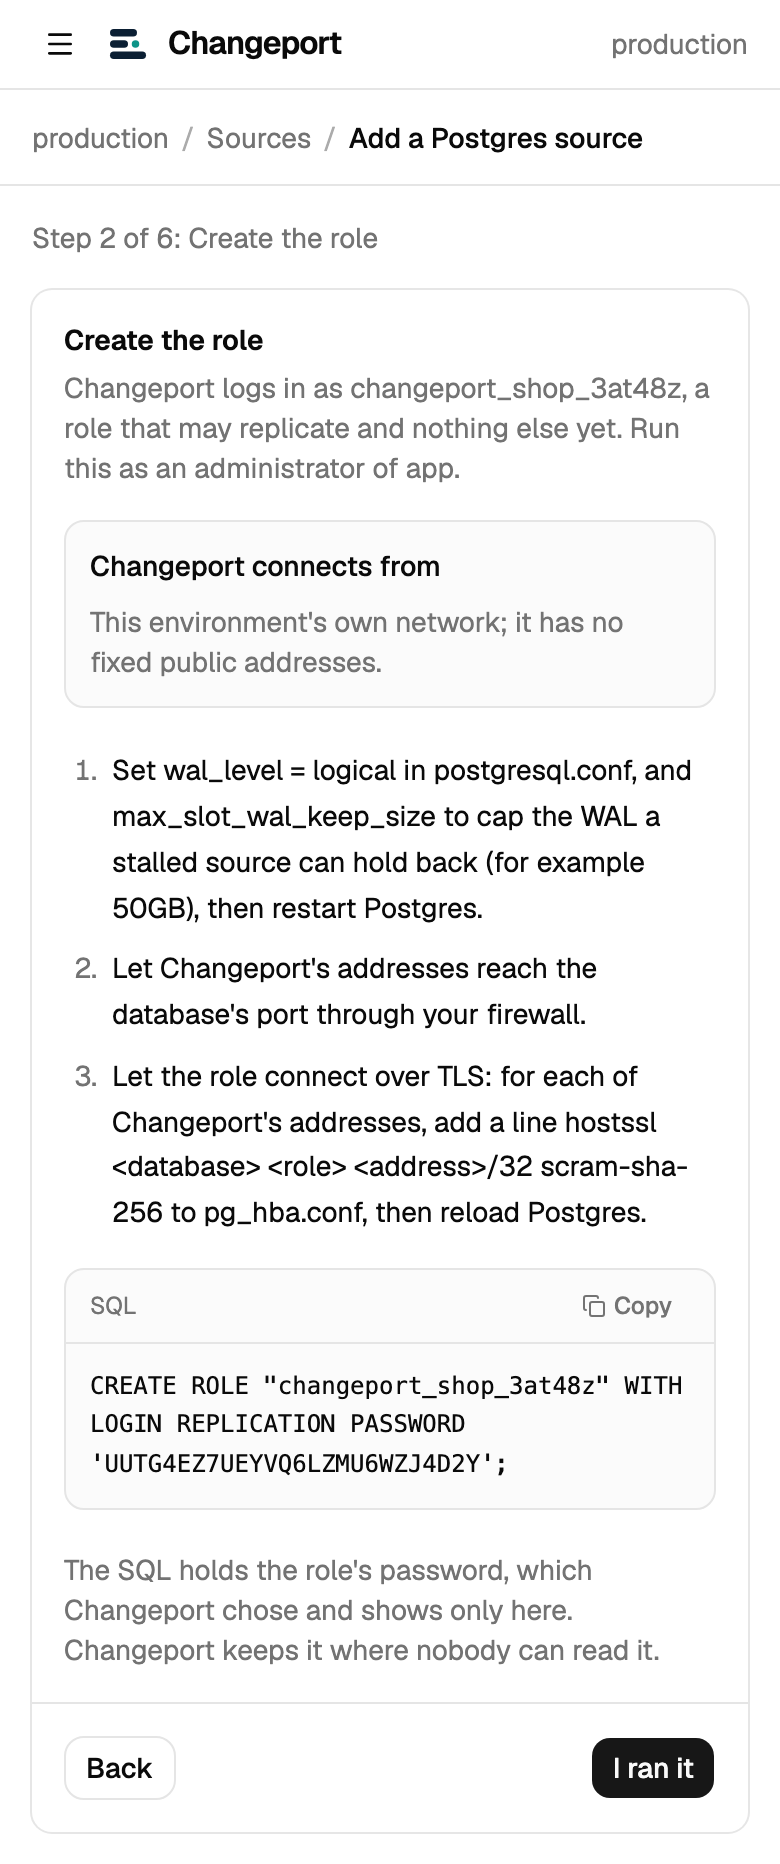 Changeport
production
production / Sources / Add a Postgres source
Step 2 of 6: Create the role
Create the role
Changeport logs in as changeport_shop_3at48z, a
role that may replicate and nothing else yet. Run
this as an administrator of app.
Changeport connects from
This environment's own network; it has no
fixed public addresses.
1. Set wal_level = logical in postgresql.conf, and
max_slot_wal_keep_size to cap the WAL a
stalled source can hold back (for example
50GB), then restart Postgres.
2. Let Changeport's addresses reach the
database's port through your firewall.
3. Let the role connect over TLS: for each of
Changeport's addresses, add a line hostssl
<database> <role> <address>/32 scram-sha-
256 to pg_hba.conf, then reload Postgres.
SQL
Copy
CREATE ROLE "changeport_shop_3at48z" WITH
LOGIN REPLICATION PASSWORD
'UUTG4EZ7UEYVQ6LZMU6WZJ4D2Y';
The SQL holds the role's password, which
Changeport chose and shows only here.
Changeport keeps it where nobody can read it.
Back
I ran it